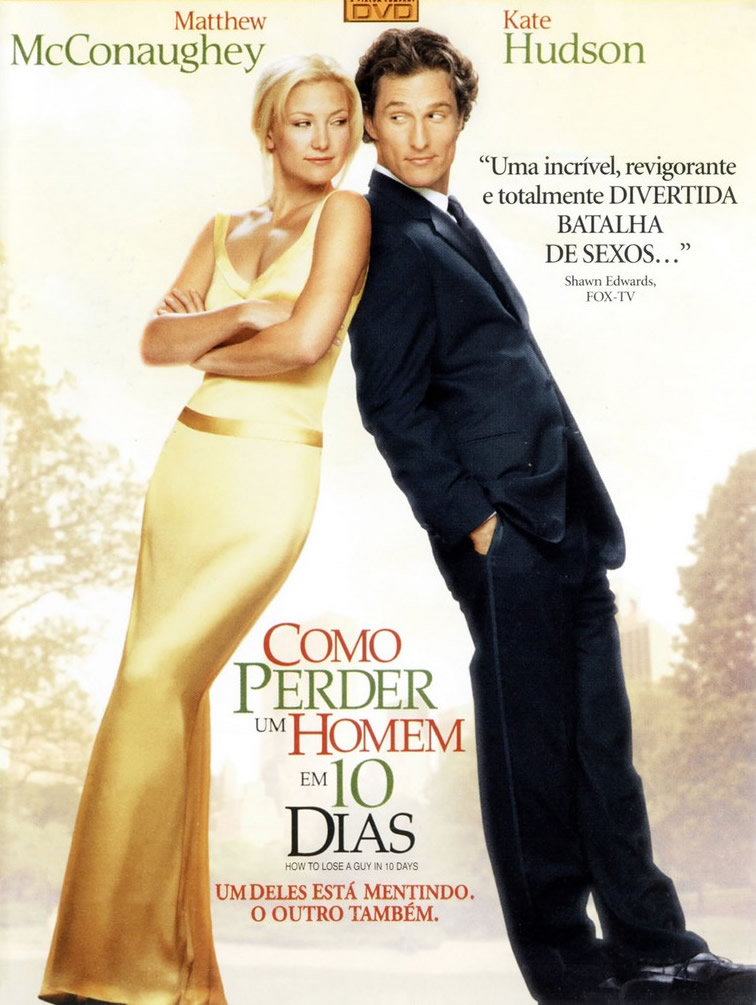 DVD
Matthew
McConaughey
Kate
Hudson
“Uma incrível, revigorante
e totalmente DIVERTIDA
BATALHA
DE SEXOS...”
Shawn Edwards,
FOX-TV
COMO
PERDER
UM HOMEM
EM 10
DIAS
HOW TO LOSE A GUY IN 10 DAYS
UM DELES ESTÁ MENTINDO.
O OUTRO TAMBÉM.